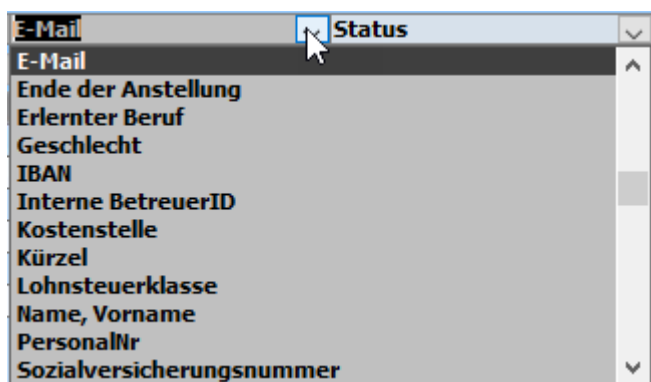 E-Mail Status
E-Mail
Ende der Anstellung
Erlernter Beruf
Geschlecht
IBAN
Interne BetreuerID
Kostenstelle
Kürzel
Lohnsteuerklasse
Name, Vorname
PersonalNr
Sozialversicherungsnummer